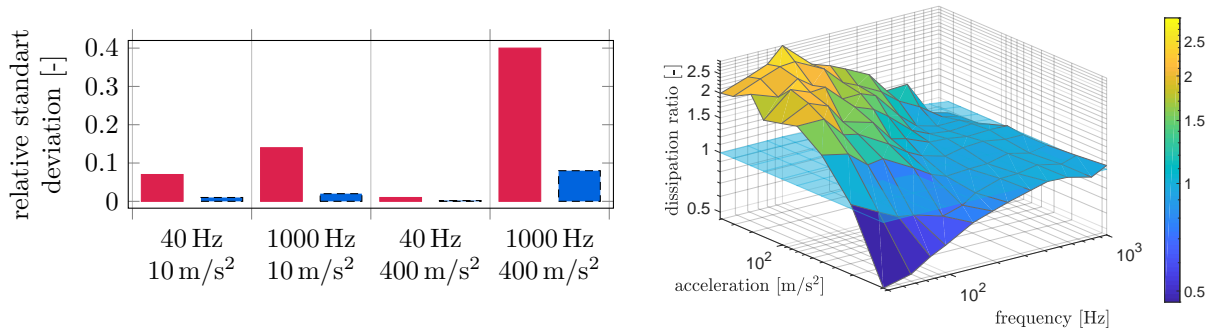 relative standart
deviation [-]
0.4
0.3
0.2
0.1
0
40 Hz
10 m/s²
1000 Hz
10 m/s²
40 Hz
400 m/s²
1000 Hz
400 m/s²
dissipation ratio [-]
2.5
2
1.5
1
0.5
10²
acceleration [m/s²]
10²
10³
frequency [Hz]
2.5
2
1.5
1
0.5